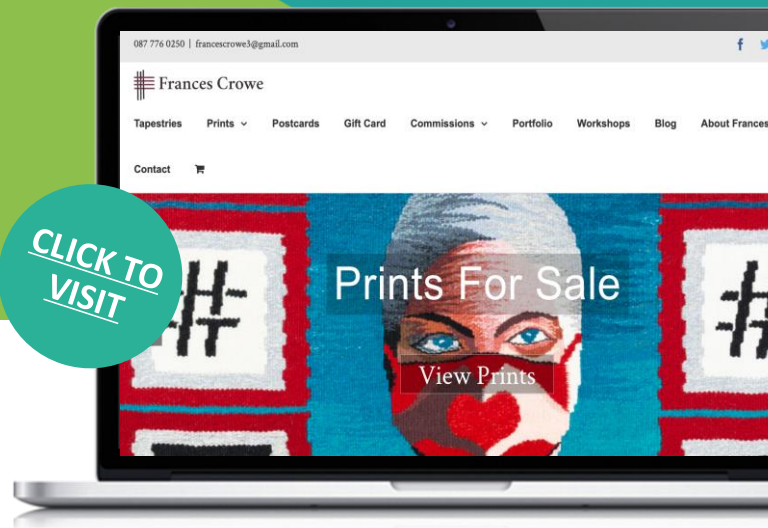 087 776 0250 | francescrowe3@gmail.com
Frances Crowe
Tapestries Prints Postcards Gift Card Commissions Portfolio Workshops Blog About Frances
Contact
CLICK TO
VISIT
# #
Prints For Sale
View Prints